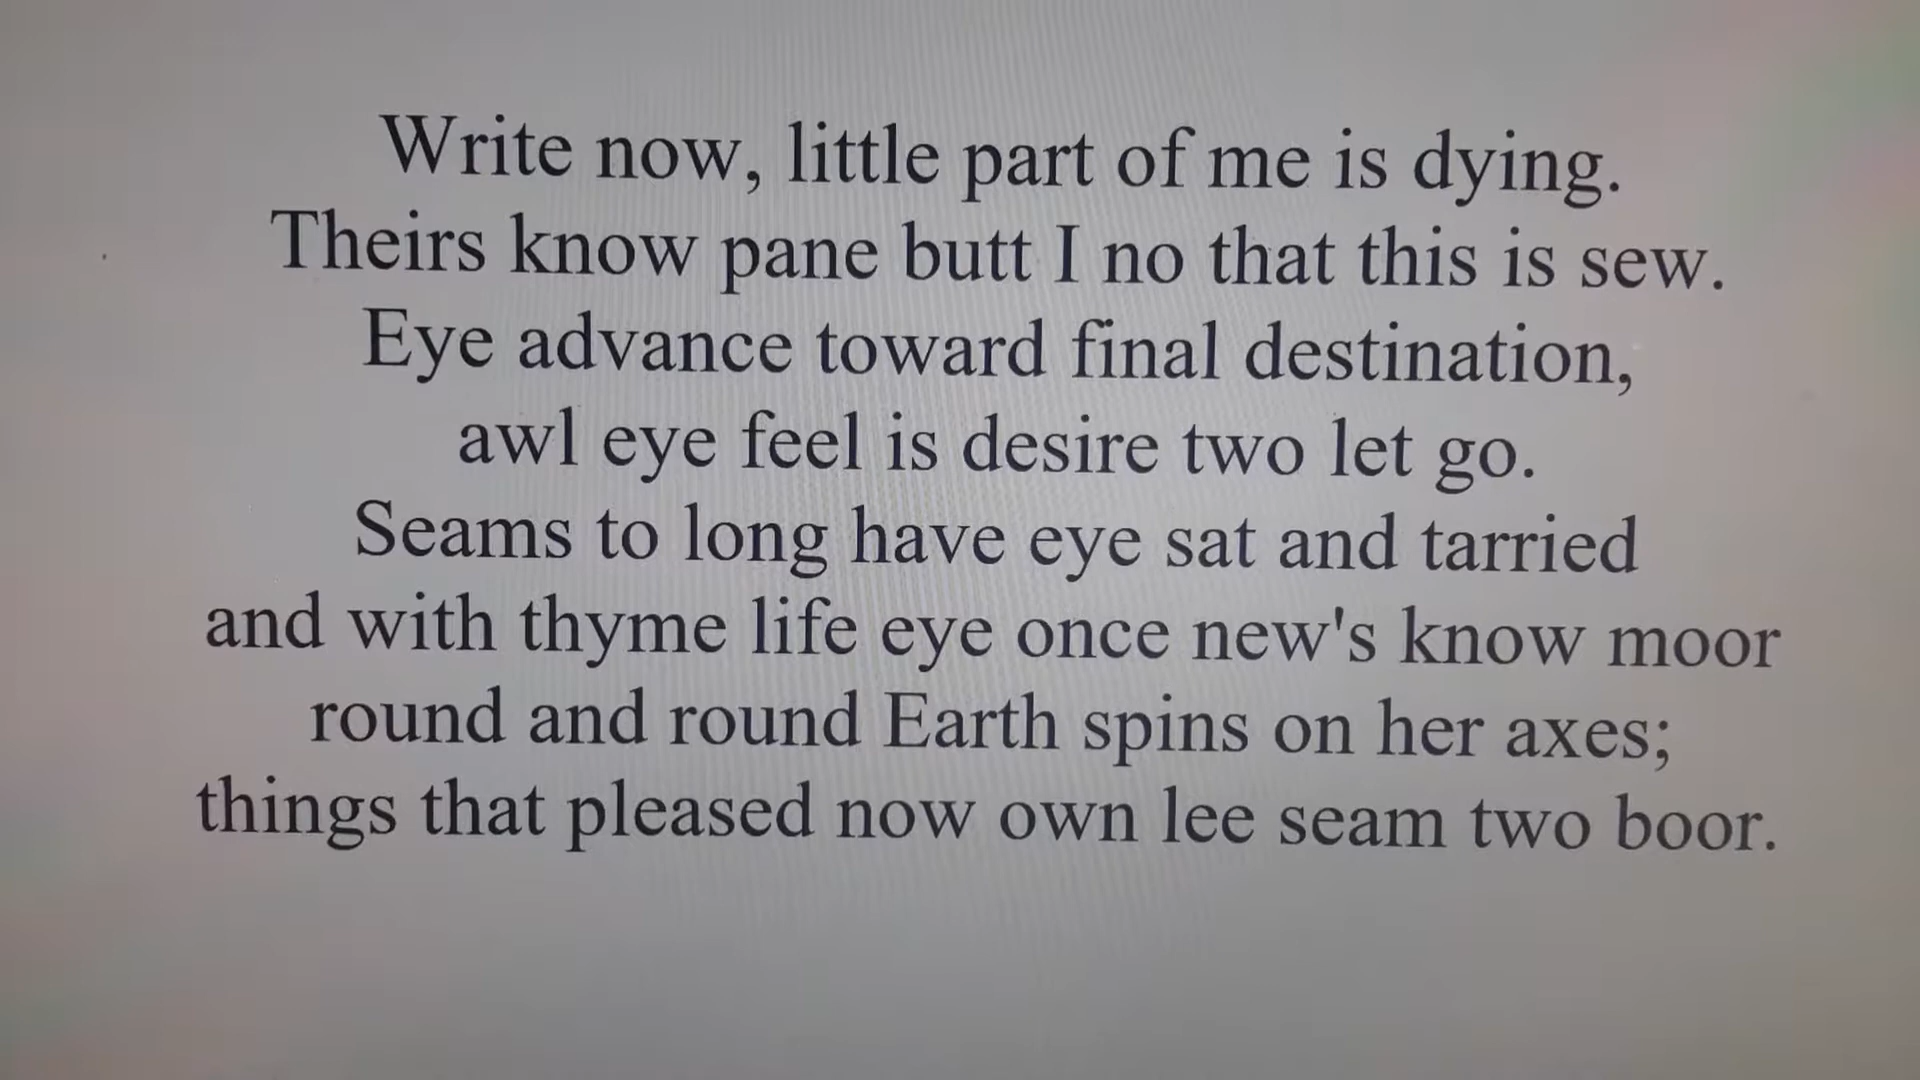 Write now, little part of me is dying.
Theirs know pane butt I no that this is sew.
Eye advance toward final destination,
awl eye feel is desire two let go.
Seams to long have eye sat and tarried
and with thyme life eye once new's know moor
round and round Earth spins on her axes;
things that pleased now own lee seam two boor.